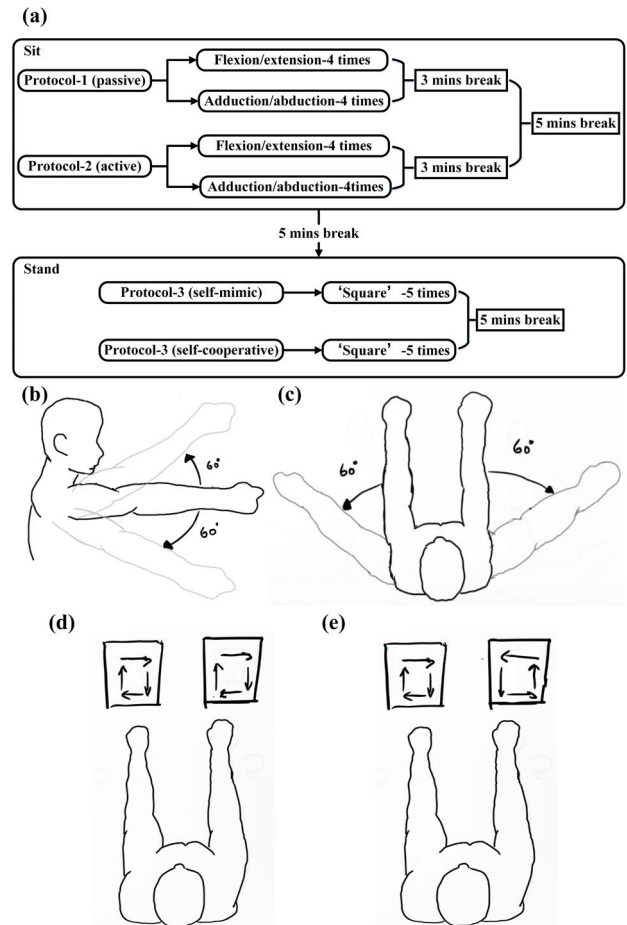 (a)
Sit
Protocol-1 (passive)
Flexion/extension-4 times
Adduction/abduction-4 times
3 mins break
Protocol-2 (active)
Flexion/extension-4 times
Adduction/abduction-4times
3 mins break
5 mins break
5 mins break
Stand
Protocol-3 (self-mimic)
‘Square’ -5 times
Protocol-3 (self-cooperative)
‘Square’ -5 times
5 mins break
(b)
60°
60°
(c)
60°
60°
(d)
(e)